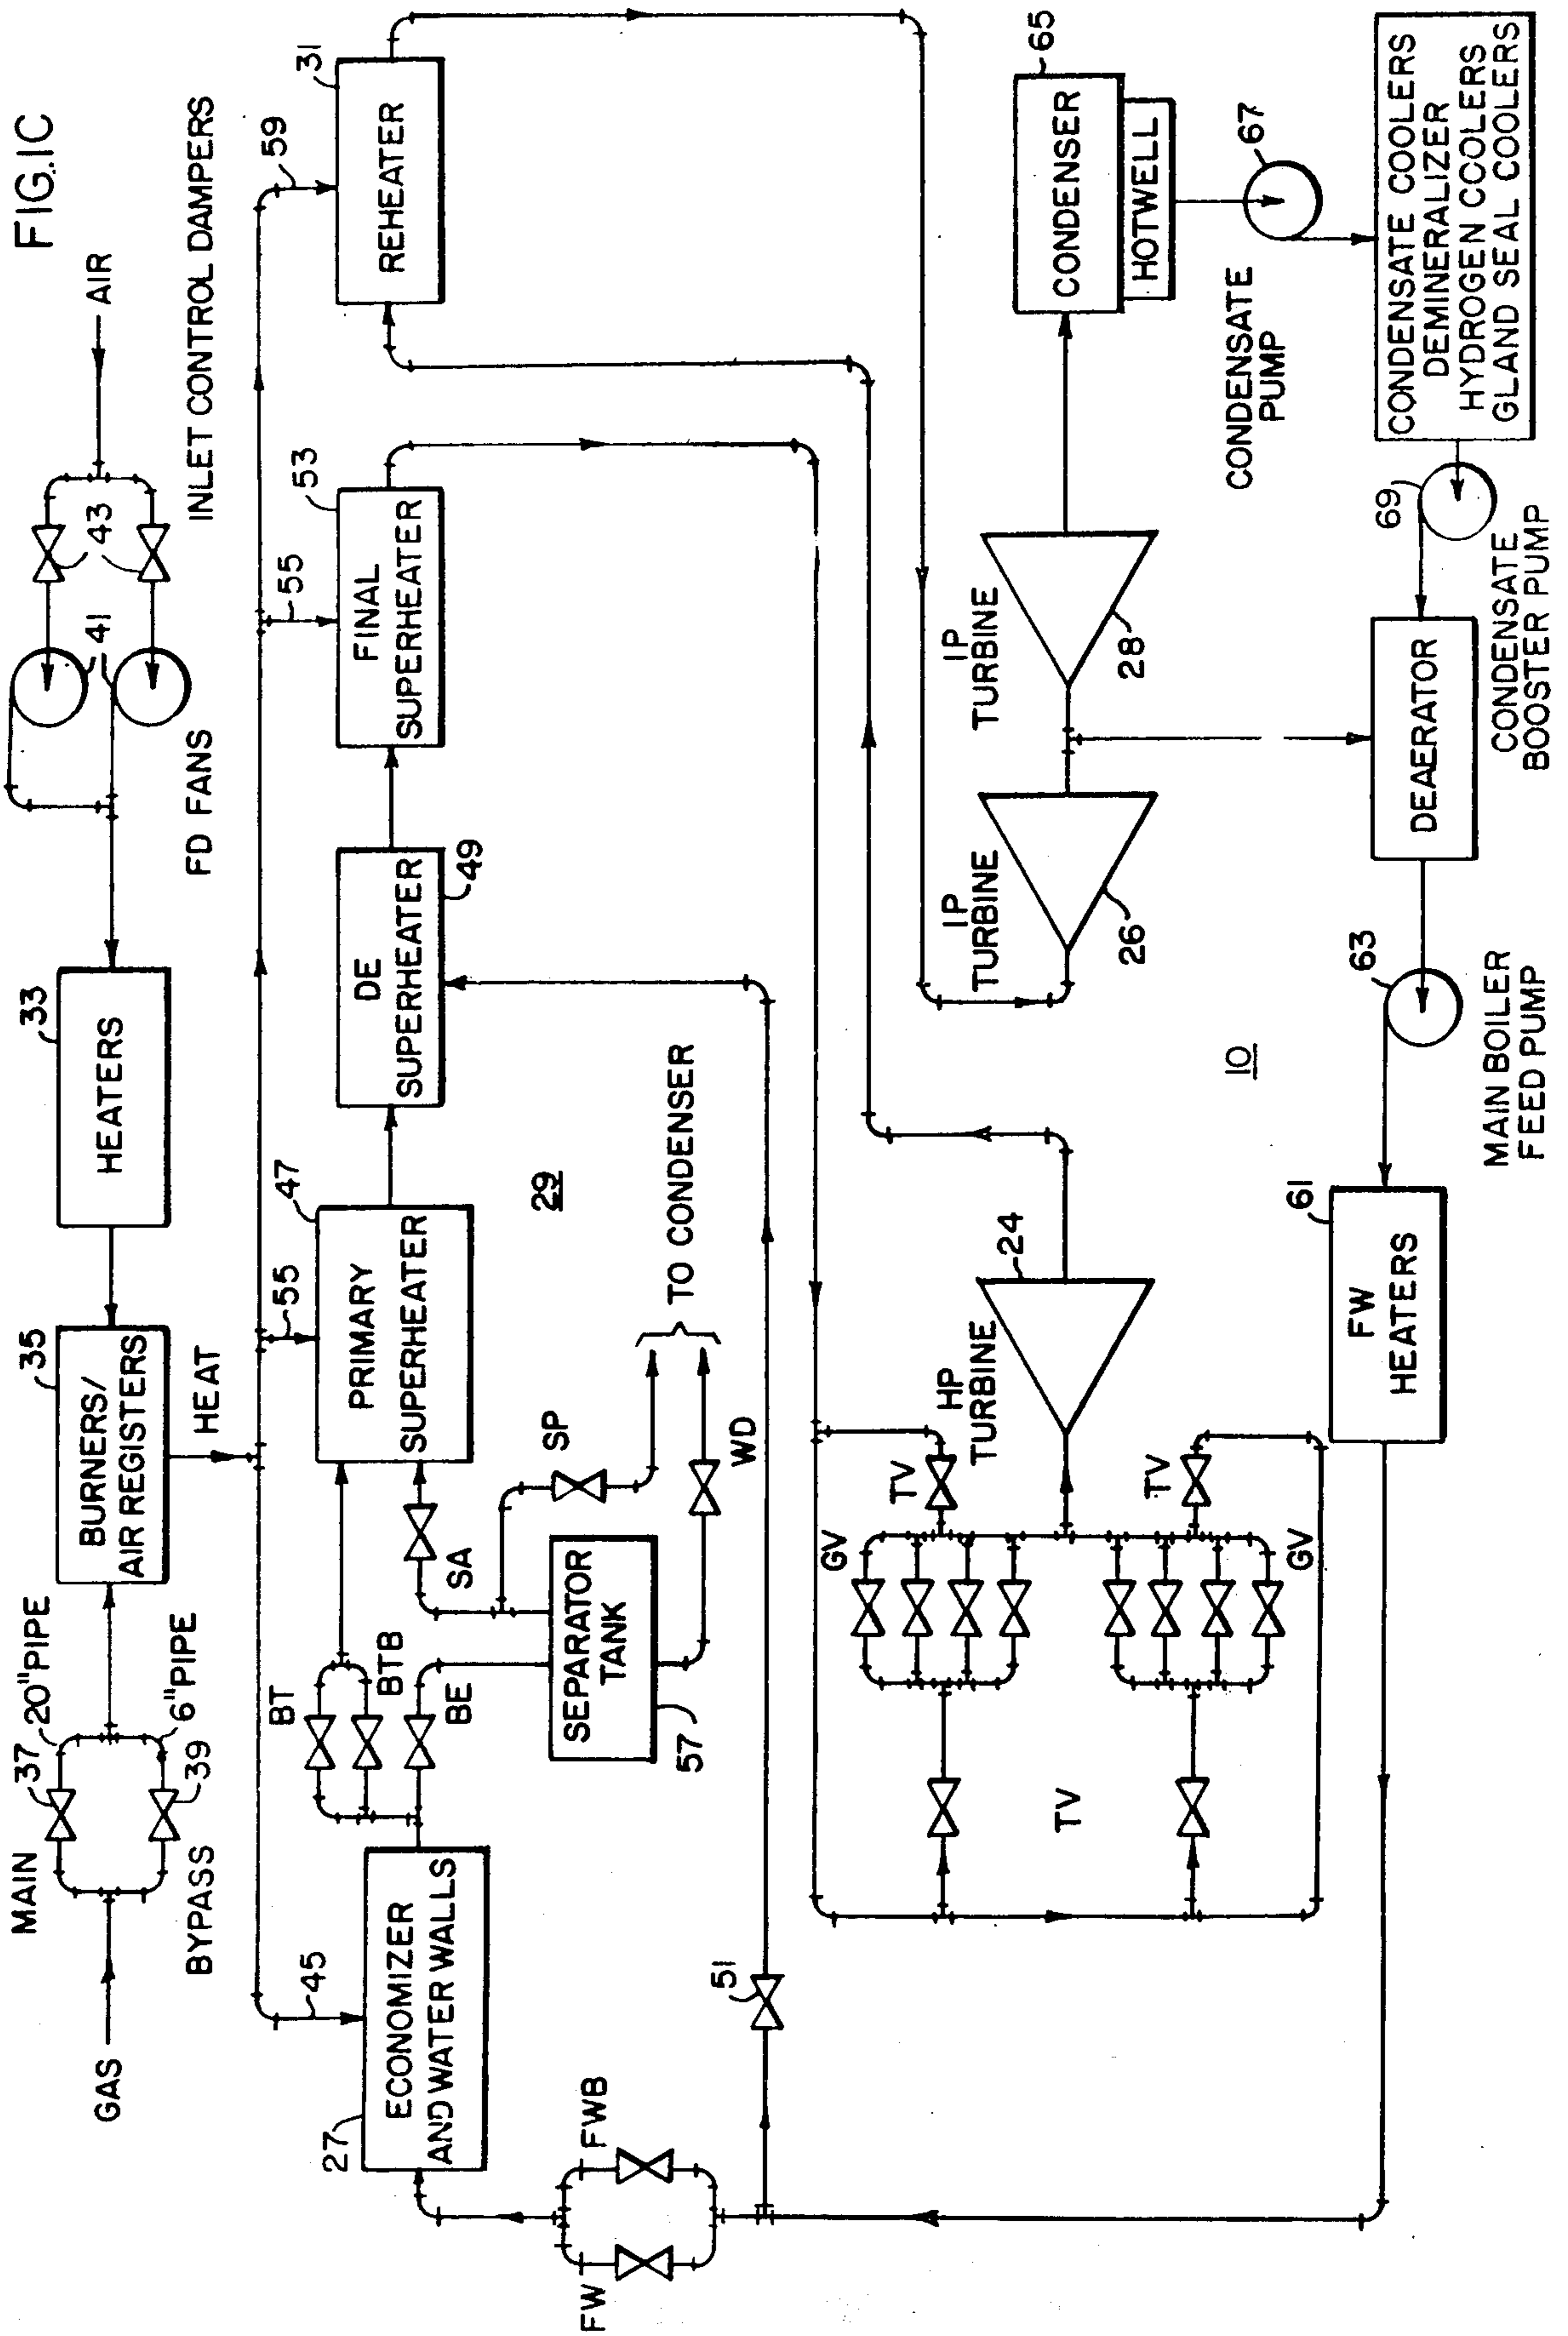 FIG.1C
GAS
MAIN
37
20"PIPE
BYPASS
39
6"PIPE
35
BURNERS/
AIR REGISTERS
HEAT
33
HEATERS
41
FD FANS
43
AIR
INLET CONTROL DAMPERS
45
55
55
59
27
ECONOMIZER
AND WATER WALLS
BT
BTB
BE
SA
47
PRIMARY
SUPERHEATER
DE
SUPERHEATER
49
53
FINAL
SUPERHEATER
31
REHEATER
SEPARATOR
TANK
57
SP
WD
TO CONDENSER
29
FW
FWB
51
GV
TV
TV
TV
GV
HP
TURBINE
24
IP
TURBINE
26
IP
TURBINE
28
10
65
CONDENSER
HOTWELL
67
CONDENSATE
PUMP
CONDENSATE COOLERS
DEMINERALIZER
HYDROGEN COOLERS
GLAND SEAL COOLERS
69
CONDENSATE
BOOSTER PUMP
DEAERATOR
63
MAIN BOILER
FEED PUMP
61
FW
HEATERS